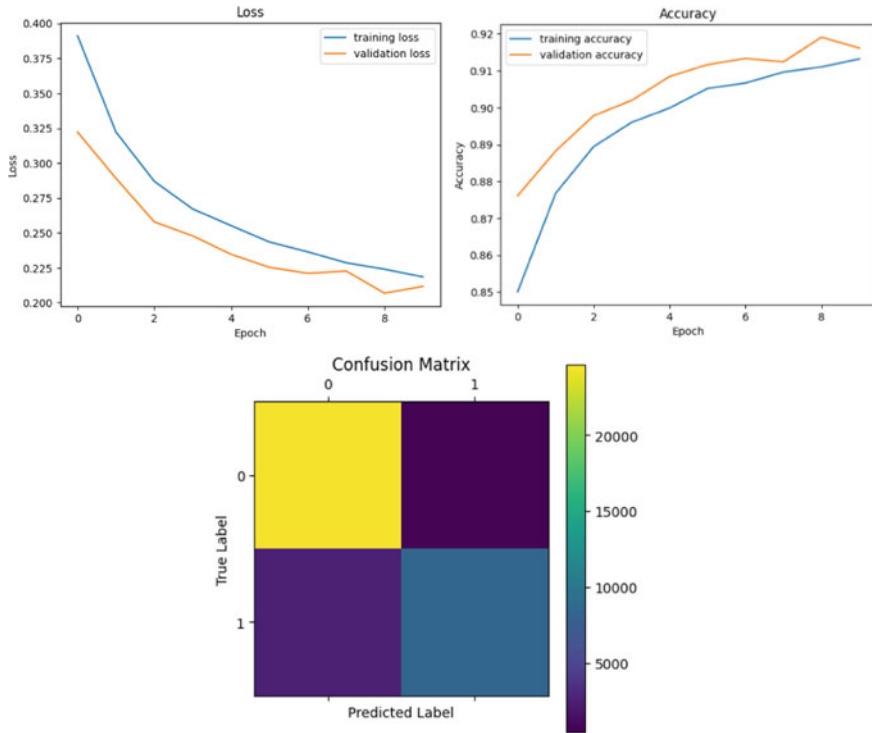 Loss
0.400
0.375
0.350
0.325
0.300
0.275
0.250
0.225
0.200
Loss
training loss
validation loss
0 2 4 6 8
Epoch
Accuracy
0.92
0.91
0.90
0.89
0.88
0.87
0.86
0.85
Accuracy
training accuracy
validation accuracy
0 2 4 6 8
Epoch
Confusion Matrix
0 1
0
1
True Label
Predicted Label
20000
15000
10000
5000